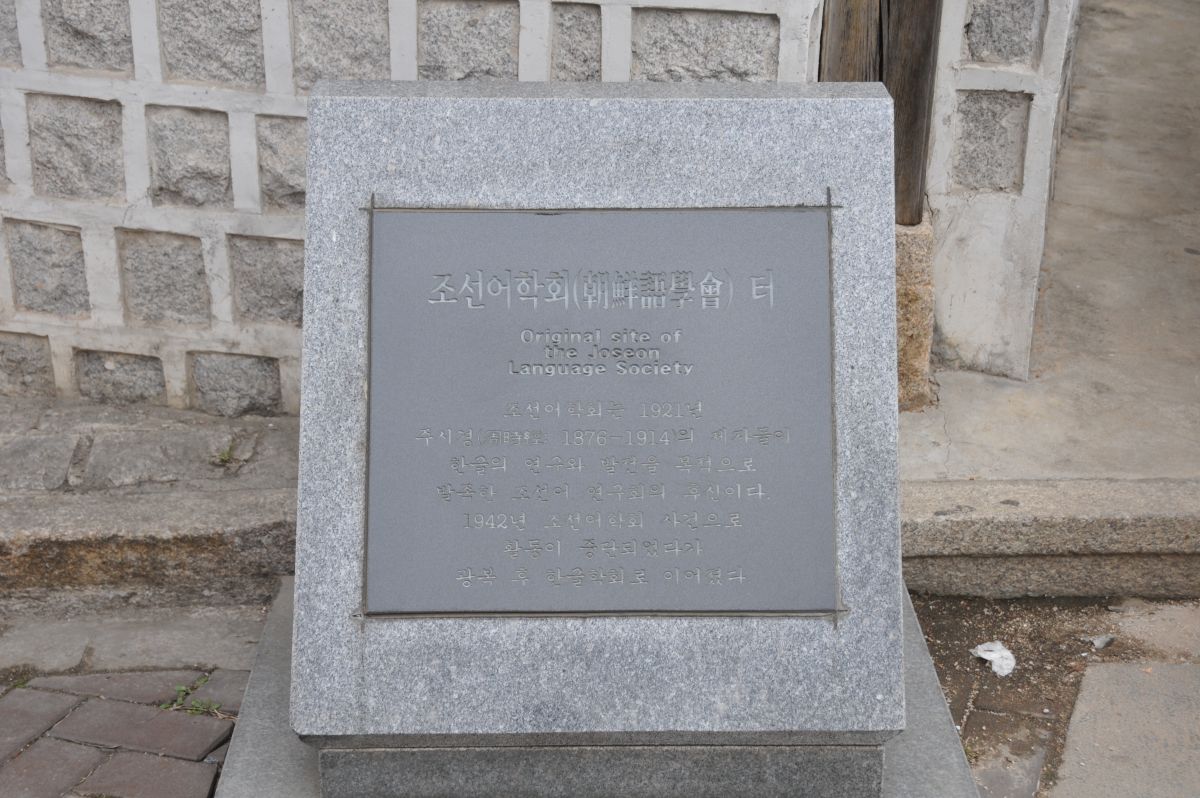 조선어학회(朝鮮語學會) 터
Original site of
the Joseon
Language Society
조선어학회는 1921년
주시경(周時經: 1876-1914)의 제자들이
한글의 연구와 발전을 목적으로
발족한 조선어 연구회의 후신이다.
1942년 조선어학회 사건으로
활동이 중단되었다가
광복 후 한글학회로 이어졌다.